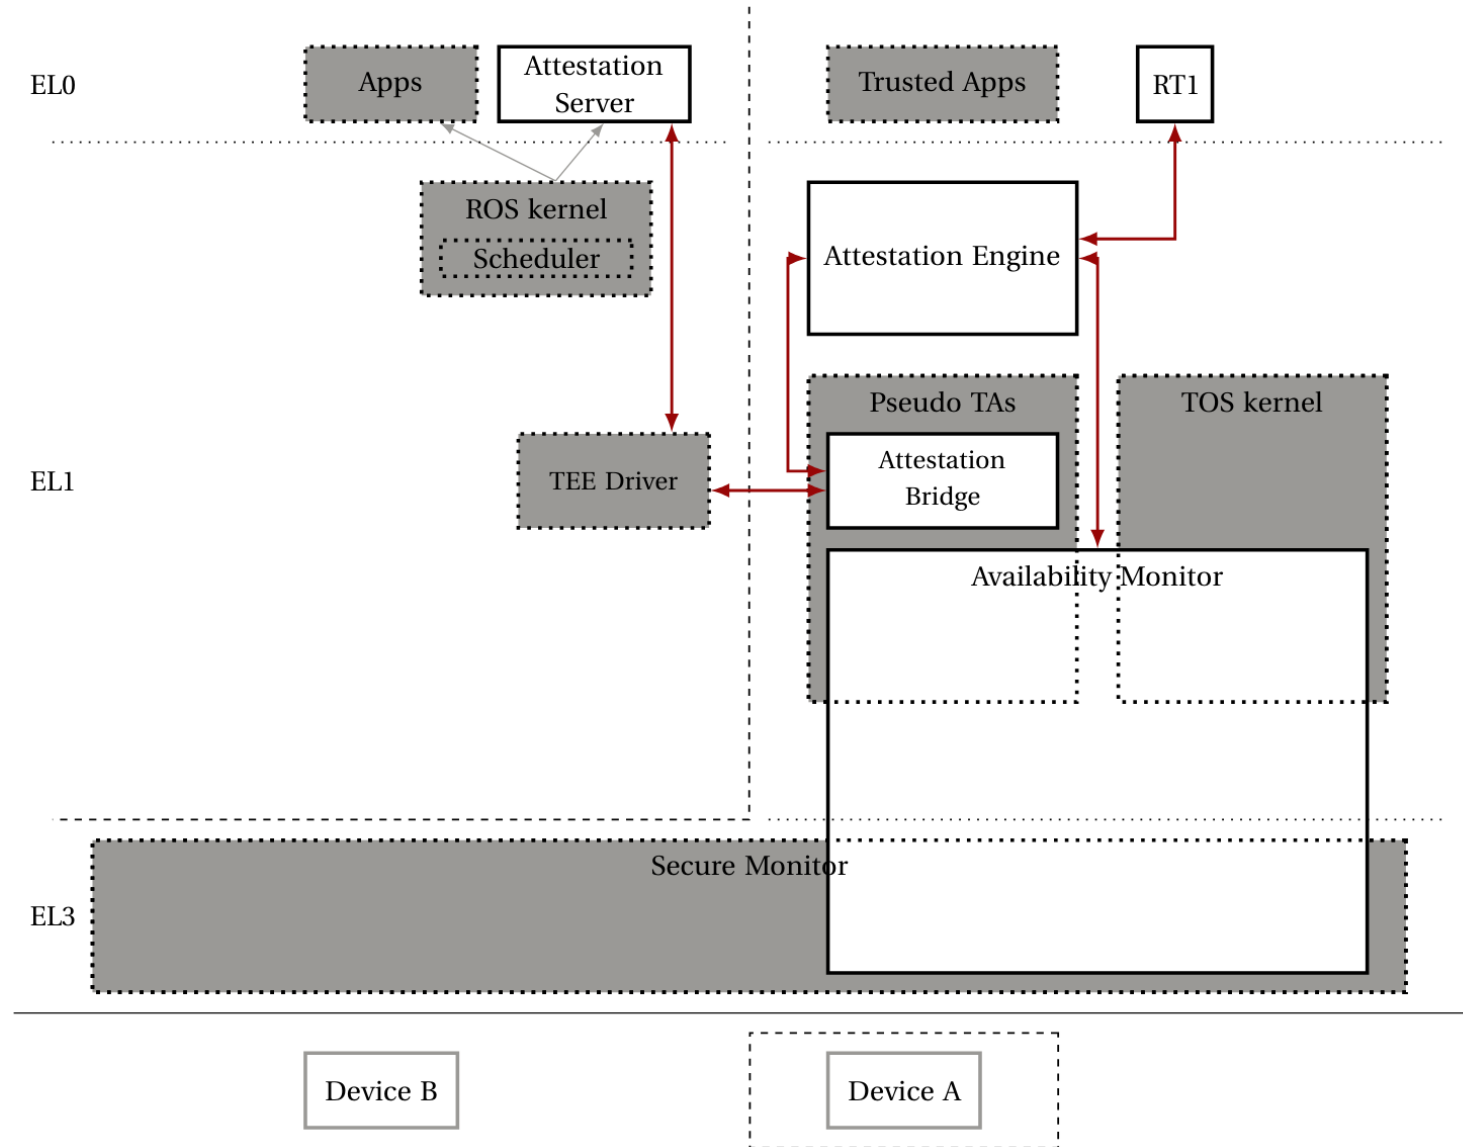 EL0
Apps
Attestation
Server
Trusted Apps
RT1
ROS kernel
Scheduler
Attestation Engine
EL1
TEE Driver
Pseudo TAs
Attestation
Bridge
TOS kernel
Availability Monitor
EL3
Secure Monitor
Device B
Device A